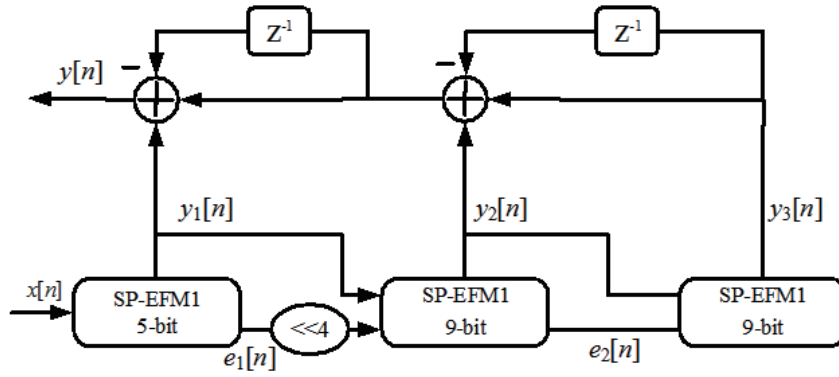 Z⁻¹
Z⁻¹
−
−
y[n]
y₁[n]
y₂[n]
y₃[n]
x[n]
SP-EFM1
5-bit
<<4
SP-EFM1
9-bit
SP-EFM1
9-bit
e₁[n]
e₂[n]